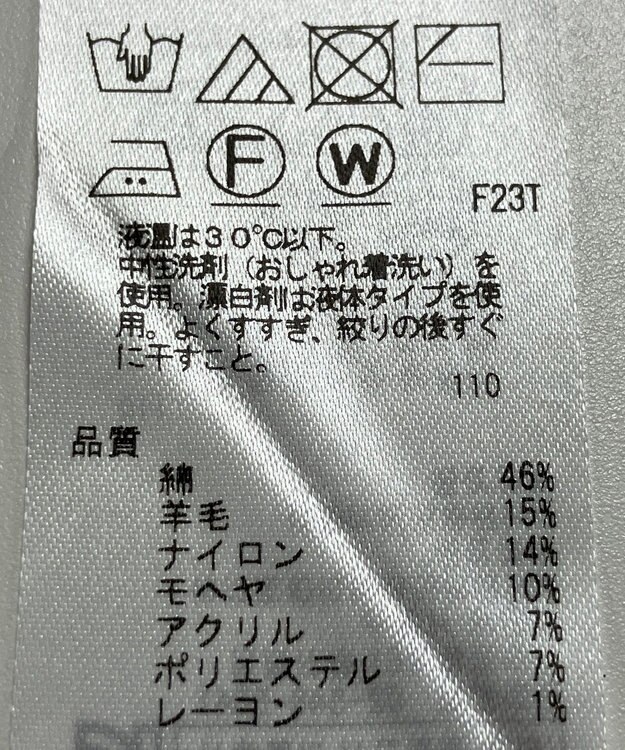 F W
F23T
液温は30℃以下。
中性洗剤(おしゃれ着洗い)を
使用。漂白剤は液体タイプを使
用。よくすすぎ、絞りの後すぐ
に干すこと。
110
品質
綿 46%
羊毛 15%
ナイロン 14%
モヘヤ 10%
アクリル 7%
ポリエステル 7%
レーヨン 1%